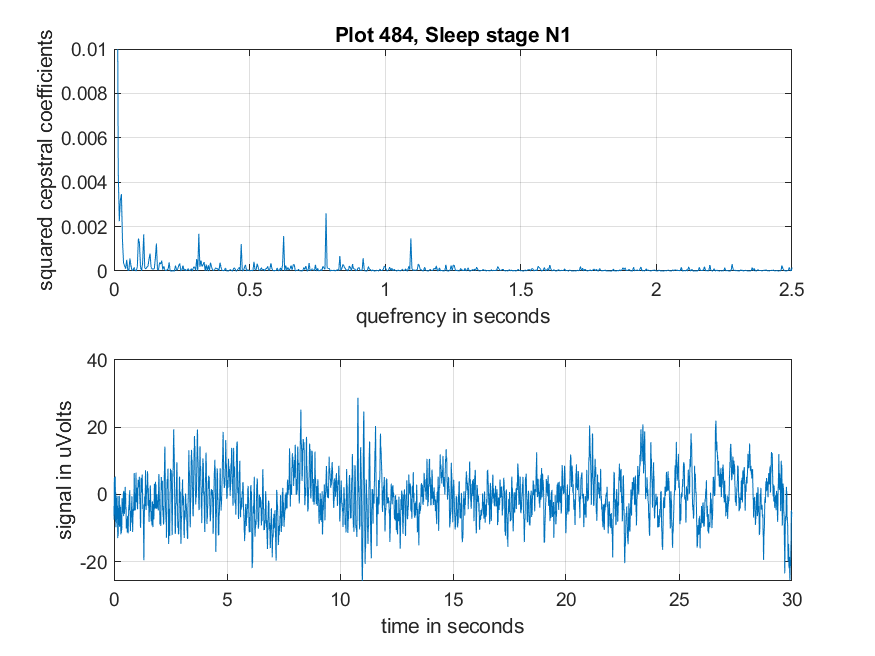 Plot 484, Sleep stage N1
squared cepstral coefficients
0.01
0.008
0.006
0.004
0.002
0
0 0.5 1 1.5 2 2.5
quefrency in seconds
signal in uVolts
40
20
0
-20
0 5 10 15 20 25 30
time in seconds